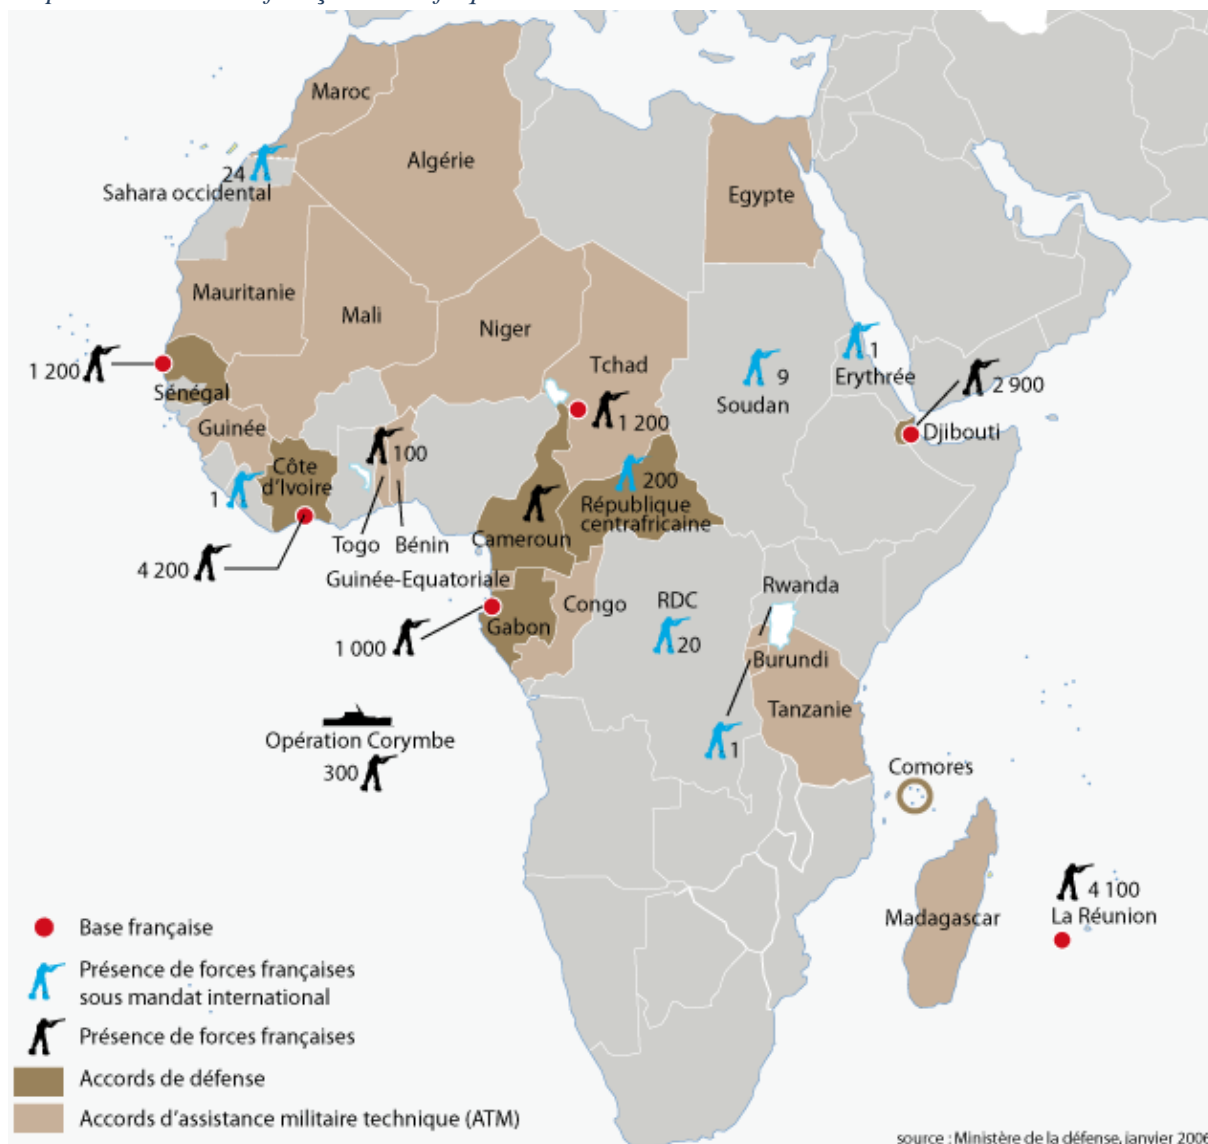 Maroc
Algérie
24
Sahara occidental
Egypte
Mauritanie
Mali
Niger
Tchad
1 200
Sénégal
1
Erythrée
9
Soudan
2 900
Djibouti
Guinée
1 200
100
Côte
d'Ivoire
1
200
République
centrafricaine
Cameroun
Togo
Bénin
4 200
Guinée-Equatoriale
Rwanda
Congo
RDC
Gabon
1 000
20
Burundi
Tanzanie
Opération Corymbe
300
1
Comores
4 100
La Réunion
Madagascar
Base française
Présence de forces françaises
sous mandat international
Présence de forces françaises
Accords de défense
Accords d'assistance militaire technique (ATM)
source : Ministère de la défense, janvier 2006